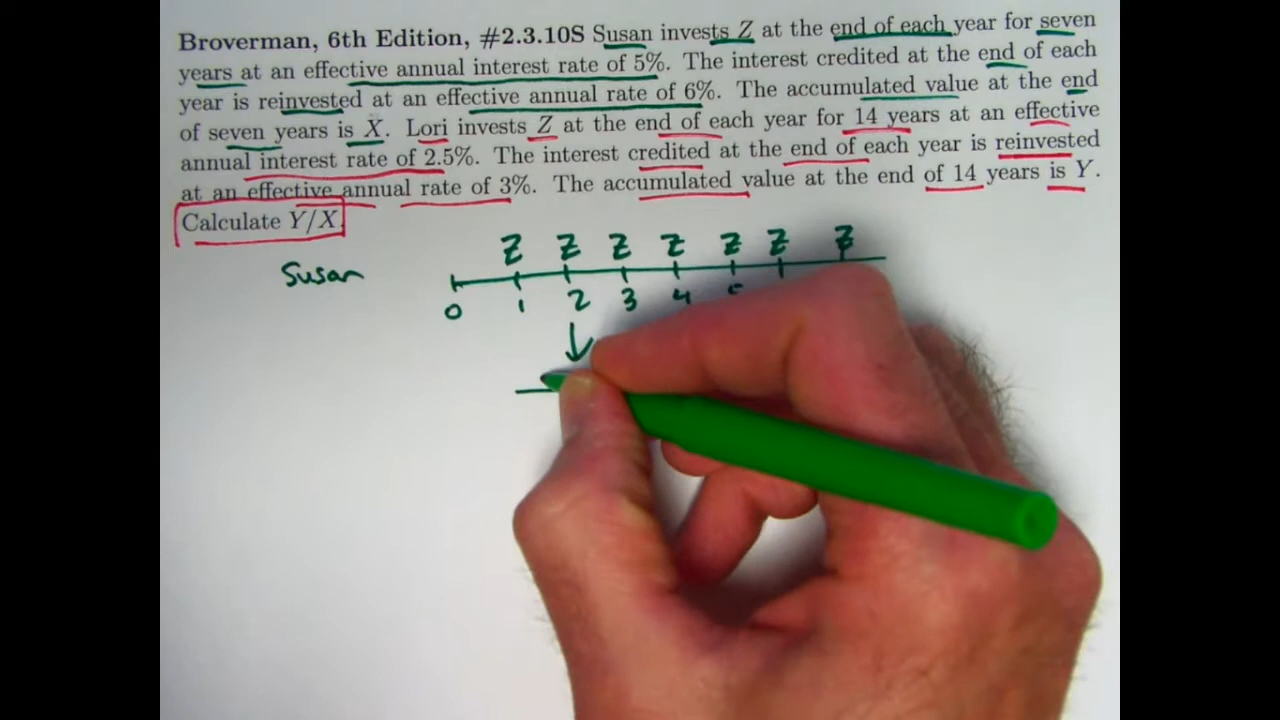 Broverman, 6th Edition, #2.3.10S Susan invests Z at the end of each year for seven
years at an effective annual interest rate of 5%. The interest credited at the end of each
year is reinvested at an effective annual rate of 6%. The accumulated value at the end
of seven years is X. Lori invests Z at the end of each year for 14 years at an effective
annual interest rate of 2.5%. The interest credited at the end of each year is reinvested
at an effective annual rate of 3%. The accumulated value at the end of 14 years is Y.
Calculate Y/X
Z Z Z Z Z Z Z
Susan
0 1 2 3 4